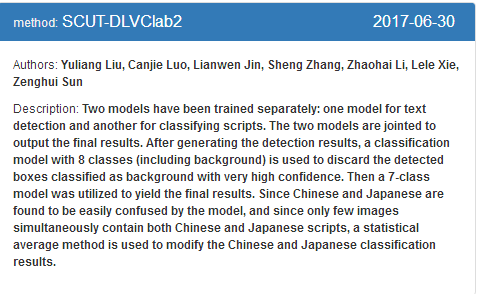 method: SCUT-DLVClab2 2017-06-30
Authors: Yuliang Liu, Canjie Luo, Lianwen Jin, Sheng Zhang, Zhaohai Li, Lele Xie,
Zenghui Sun
Description: Two models have been trained separately: one model for text
detection and another for classifying scripts. The two models are jointed to
output the final results. After generating the detection results, a classification
model with 8 classes (including background) is used to discard the detected
boxes classified as background with very high confidence. Then a 7-class
model was utilized to yield the final results. Since Chinese and Japanese are
found to be easily confused by the model, and since only few images
simultaneously contain both Chinese and Japanese scripts, a statistical
average method is used to modify the Chinese and Japanese classification
results.